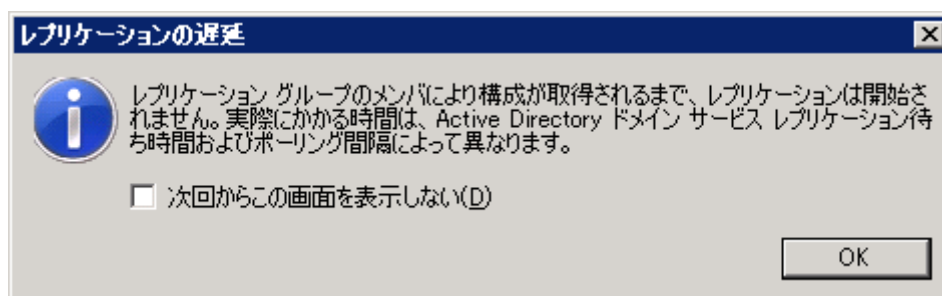 レプリケーションの遅延
レプリケーション グループのメンバにより構成が取得されるまで、レプリケーションは開始さ
れません。実際にかかる時間は、Active Directory ドメイン サービス レプリケーション待
ち時間およびポーリング間隔によって異なります。
次回からこの画面を表示しない(D)
OK